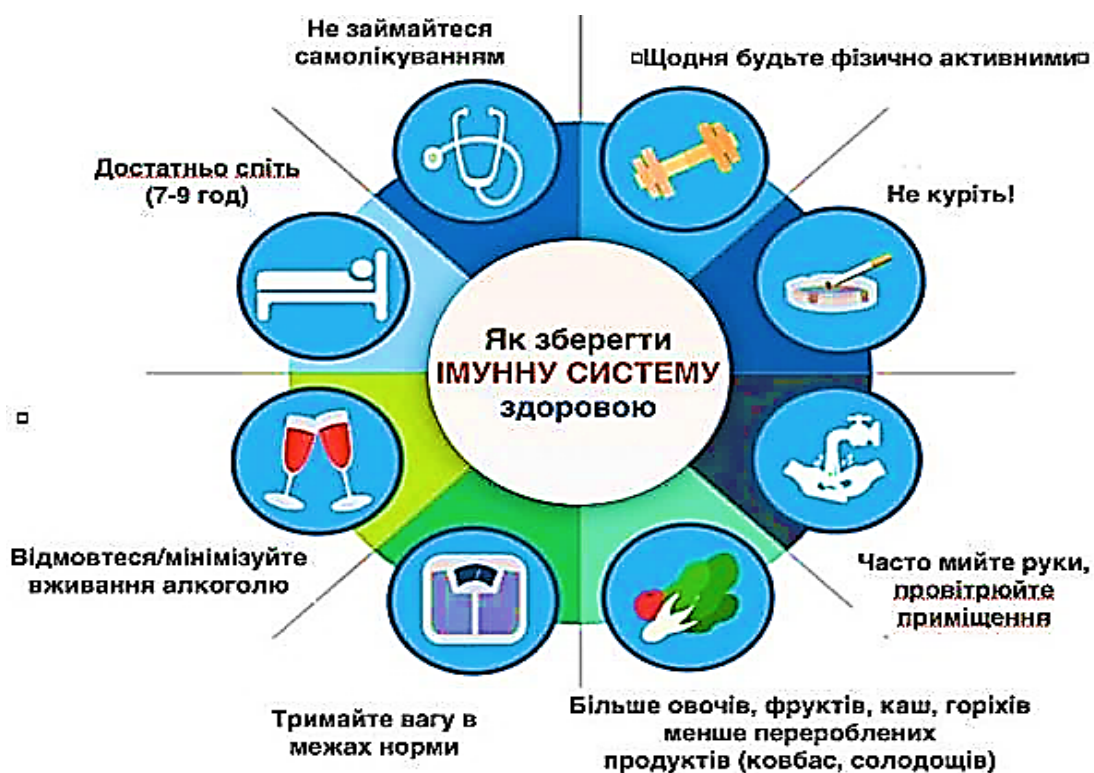 Не займайтеся
самолікуванням
Щодня будьте фізично активними
Достатньо спіть
(7-9 год)
Не куріть!
Як зберегти
ІМУННУ СИСТЕМУ
здоровою
Відмовтеся/мінімізуйте
вживання алкоголю
Часто мийте руки,
провітрюйте
приміщення
Тримайте вагу в
межах норми
Більше овочів, фруктів, каш, горіхів
менше перероблених
продуктів (ковбас, солодощів)